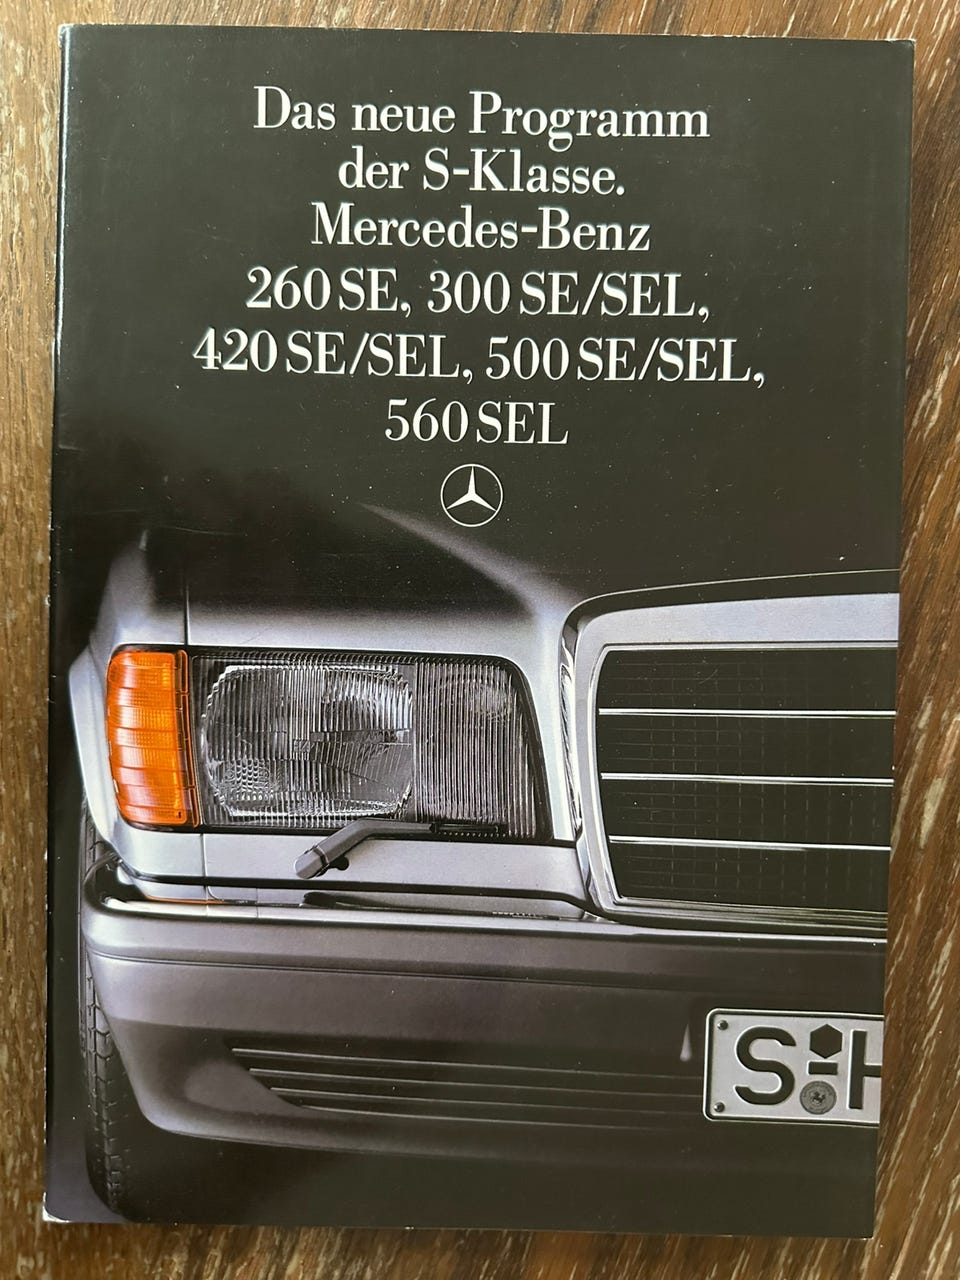 Das neue Programm
der S-Klasse.
Mercedes-Benz
260 SE, 300 SE/SEL,
420 SE/SEL, 500 SE/SEL,
560 SEL
S-H